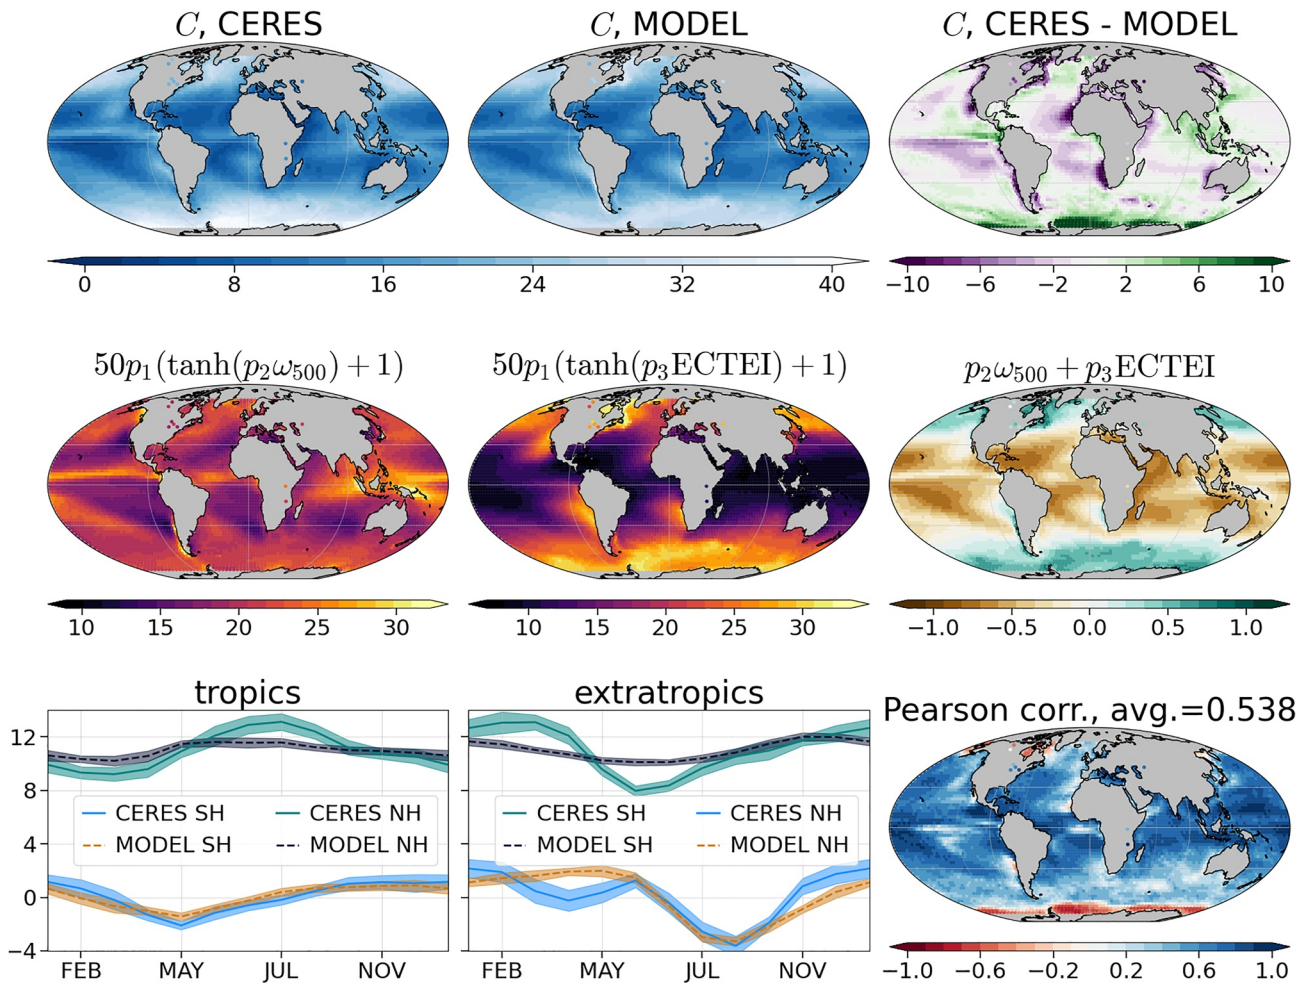 C, CERES
C, MODEL
C, CERES - MODEL
0 8 16 24 32 40
−10 −6 −2 2 6 10
50p₁(tanh(p₂ω₅₀₀) + 1)
50p₁(tanh(p₃ECTEI) + 1)
p₂ω₅₀₀ + p₃ECTEI
10 15 20 25 30
10 15 20 25 30
−1.0 −0.5 0.0 0.5 1.0
tropics
extratropics
Pearson corr., avg.=0.538
12
8
4
0
−4
CERES SH CERES NH
MODEL SH MODEL NH
CERES SH CERES NH
MODEL SH MODEL NH
FEB MAY JUL NOV
FEB MAY JUL NOV
−1.0 −0.6 −0.2 0.2 0.6 1.0